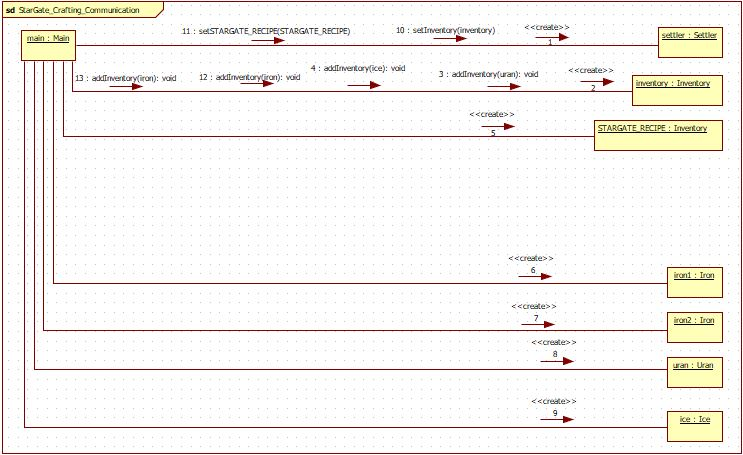 sd StarGate_Crafting_Communication
main : Main
11 : setSTARGATE_RECIPE(STARGATE_RECIPE)
10 : setInventory(inventory)
<<create>>
1
settler : Settler
13 : addInventory(iron): void
12 : addInventory(iron): void
4 : addInventory(ice): void
3 : addInventory(uran): void
<<create>>
2
inventory : Inventory
<<create>>
5
STARGATE_RECIPE : Inventory
<<create>>
6
iron1 : Iron
<<create>>
7
iron2 : Iron
<<create>>
8
uran : Uran
<<create>>
9
ice : Ice